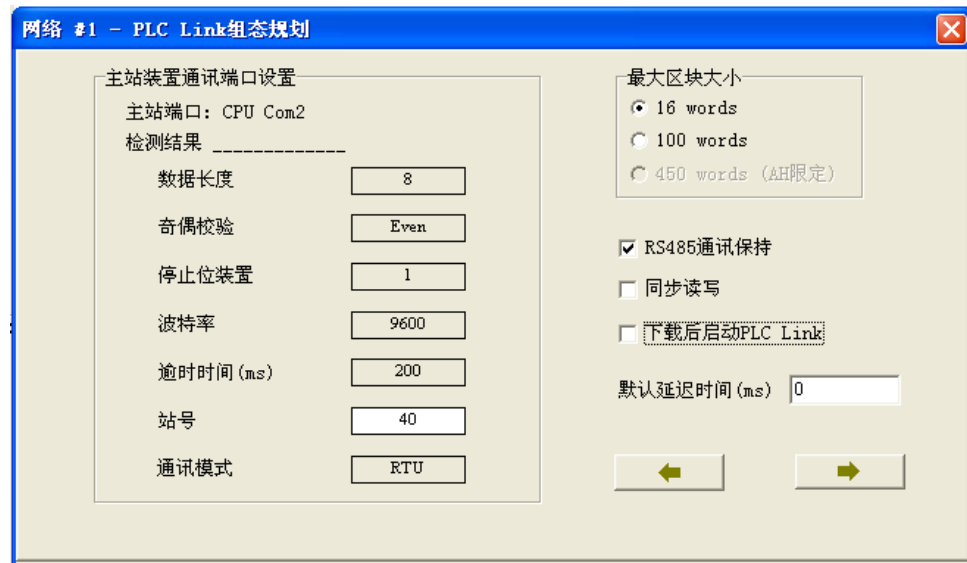 网络 #1 - PLC Link组态规划
主站装置通讯端口设置
主站端口: CPU Com2
检测结果 _____________
数据长度 8
奇偶校验 Even
停止位装置 1
波特率 9600
逾时时间(ms) 200
站号 40
通讯模式 RTU
最大区块大小
16 words
100 words
450 words (AH限定)
RS485通讯保持
同步读写
下载后启动PLC Link
默认延迟时间(ms) 0